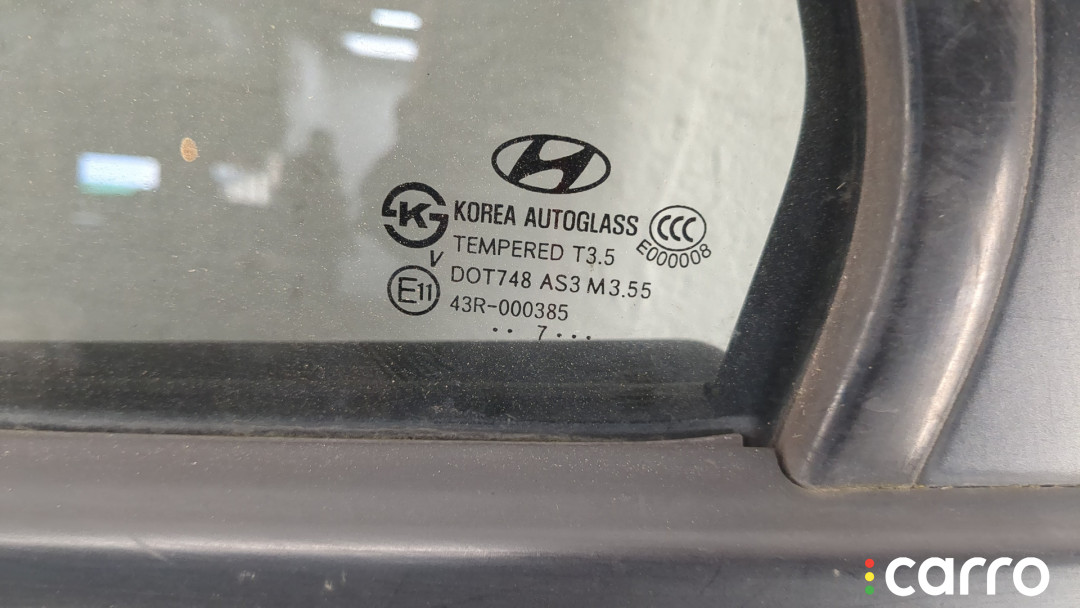 K
KOREA AUTOGLASS
CCC
E000008
TEMPERED T3.5
V
DOT748 AS3 M3.55
E11
43R-000385
·· 7 ···
carro